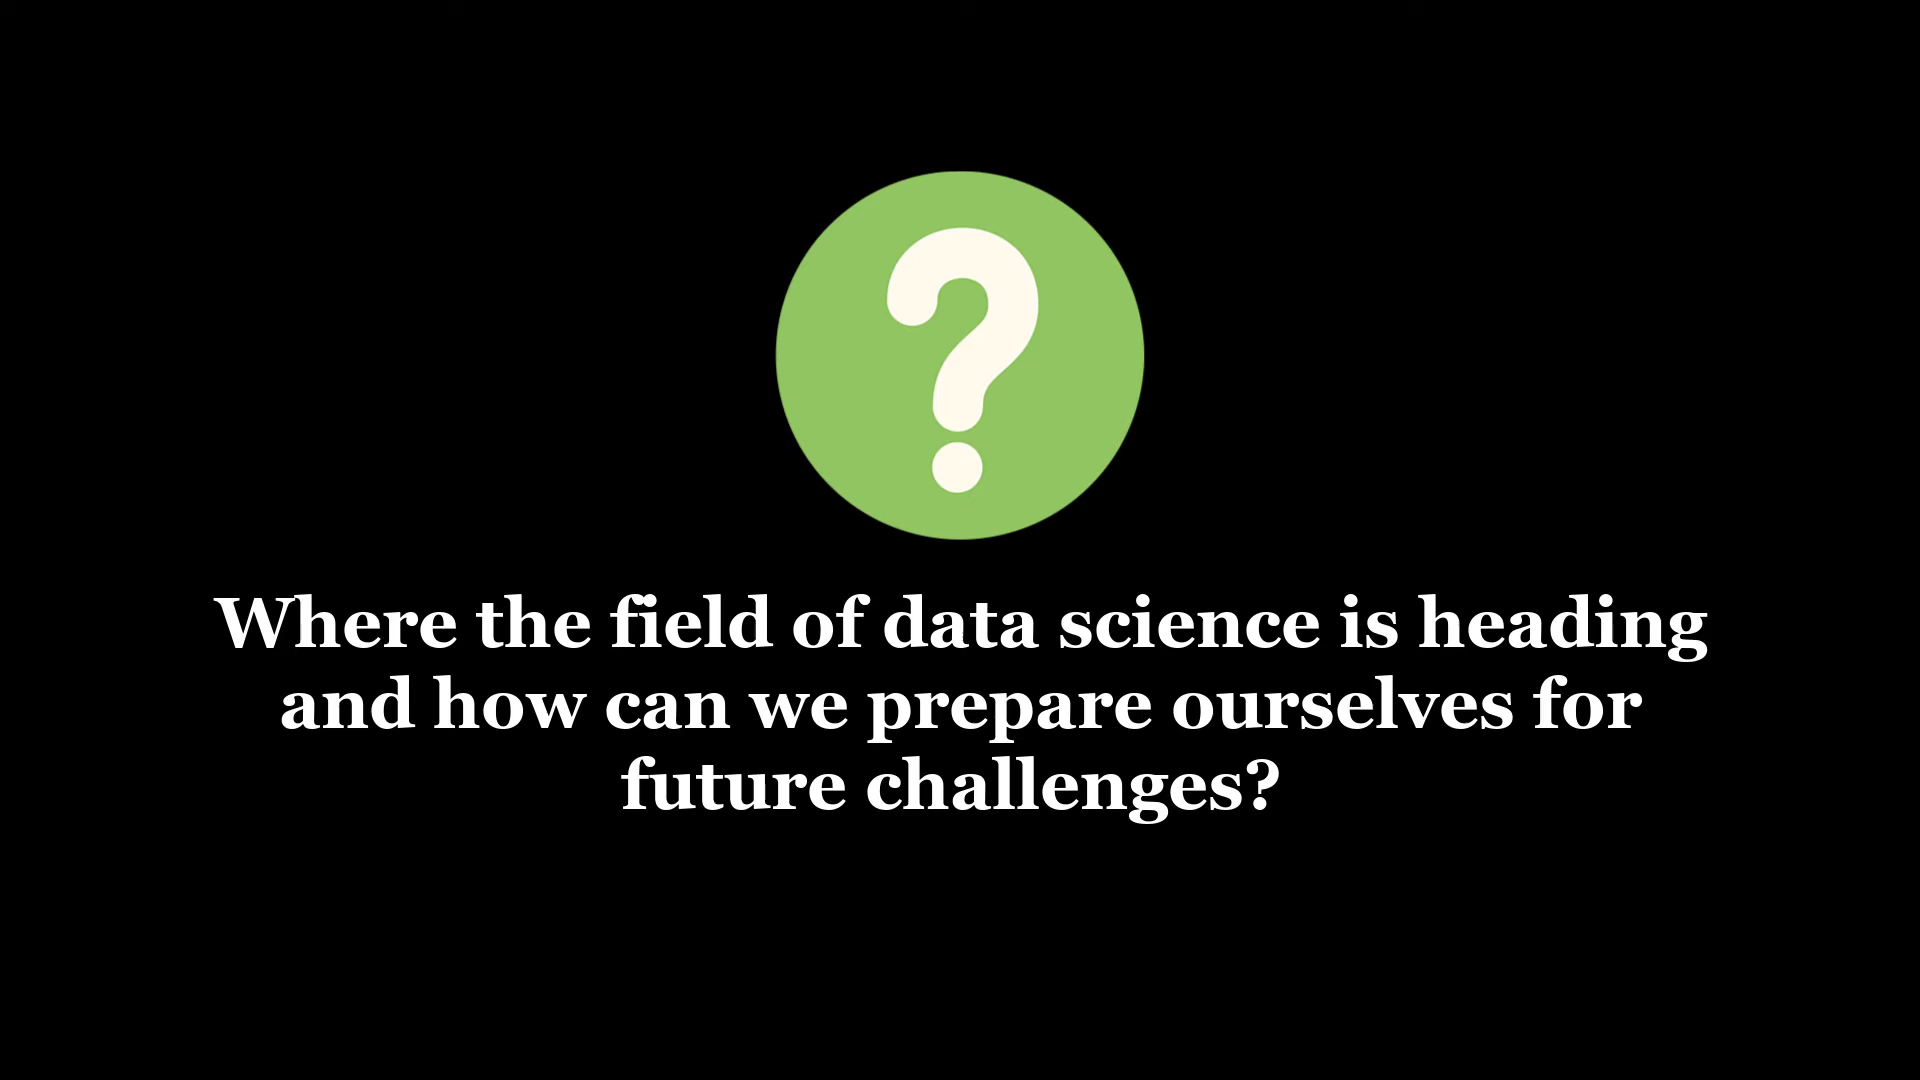 ?
Where the field of data science is heading
and how can we prepare ourselves for
future challenges?